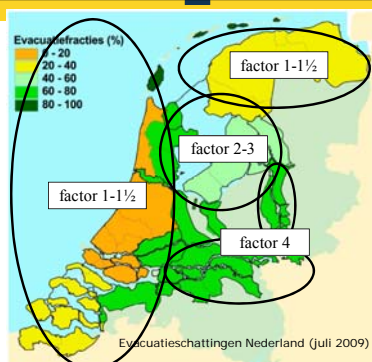 Evacuatiefracties (%)
0 - 20
20 - 40
40 - 60
60 - 80
80 - 100
factor 1-1½
factor 2-3
factor 1-1½
factor 4
Evacuatieschattingen Nederland (juli 2009)